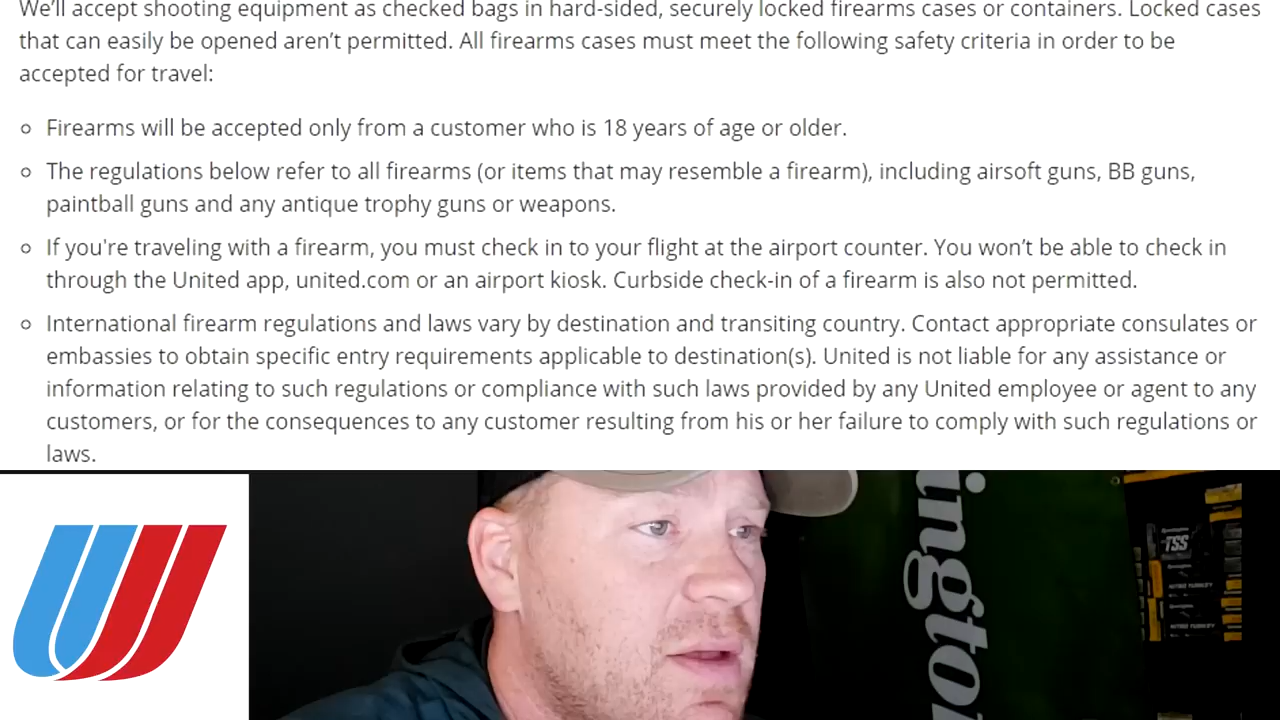 We'll accept shooting equipment as checked bags in hard-sided, securely locked firearms cases or containers. Locked cases
that can easily be opened aren't permitted. All firearms cases must meet the following safety criteria in order to be
accepted for travel:
Firearms will be accepted only from a customer who is 18 years of age or older.
The regulations below refer to all firearms (or items that may resemble a firearm), including airsoft guns, BB guns,
paintball guns and any antique trophy guns or weapons.
If you're traveling with a firearm, you must check in to your flight at the airport counter. You won't be able to check in
through the United app, united.com or an airport kiosk. Curbside check-in of a firearm is also not permitted.
International firearm regulations and laws vary by destination and transiting country. Contact appropriate consulates or
embassies to obtain specific entry requirements applicable to destination(s). United is not liable for any assistance or
information relating to such regulations or compliance with such laws provided by any United employee or agent to any
customers, or for the consequences to any customer resulting from his or her failure to comply with such regulations or
laws.
ington
TSS